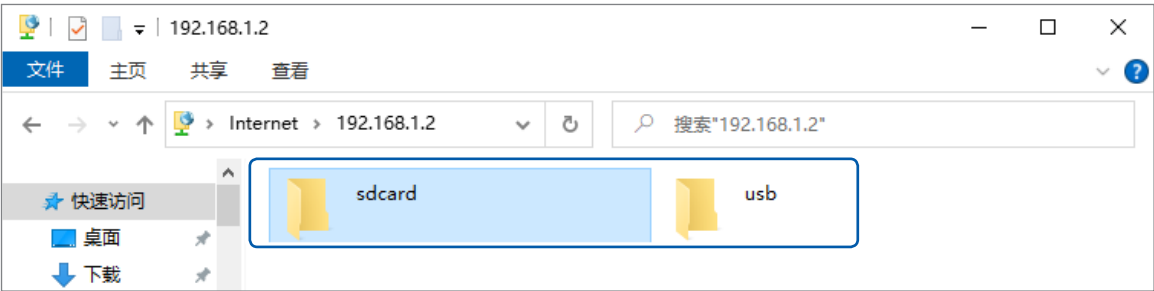 192.168.1.2
文件 主页 共享 查看
Internet 192.168.1.2 搜索"192.168.1.2"
快速访问 sdcard usb
桌面
下载